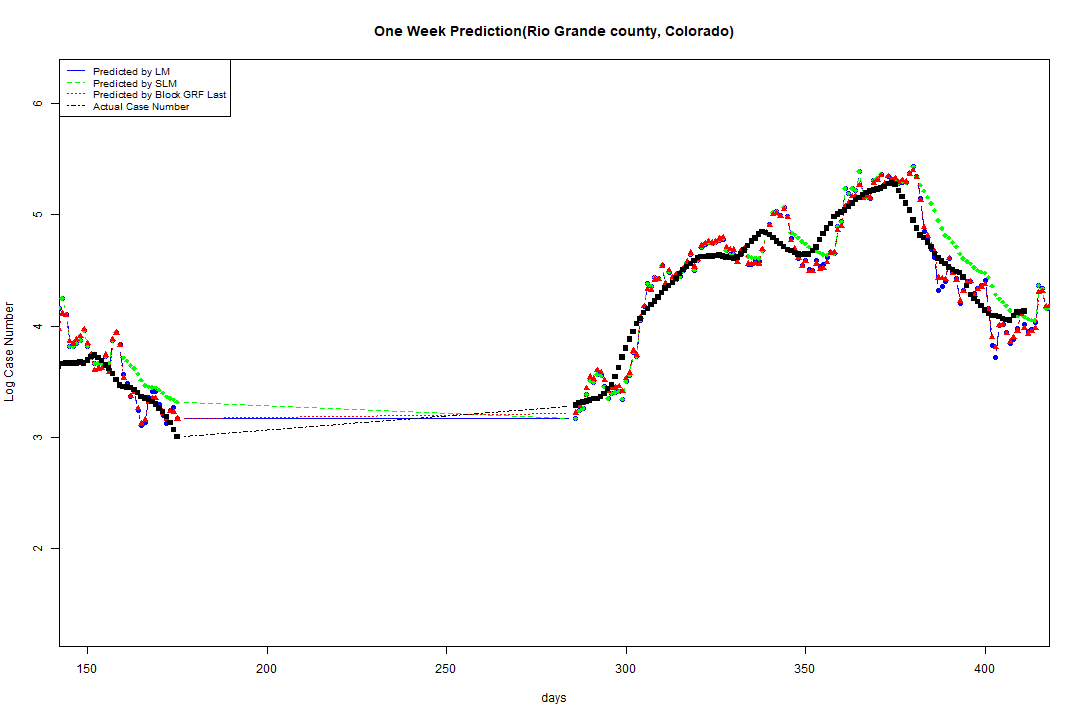 One Week Prediction(Rio Grande county, Colorado)
Predicted by LM
Predicted by SLM
Predicted by Block GRF Last
Actual Case Number
Log Case Number
6
5
4
3
2
150 200 250 300 350 400
days